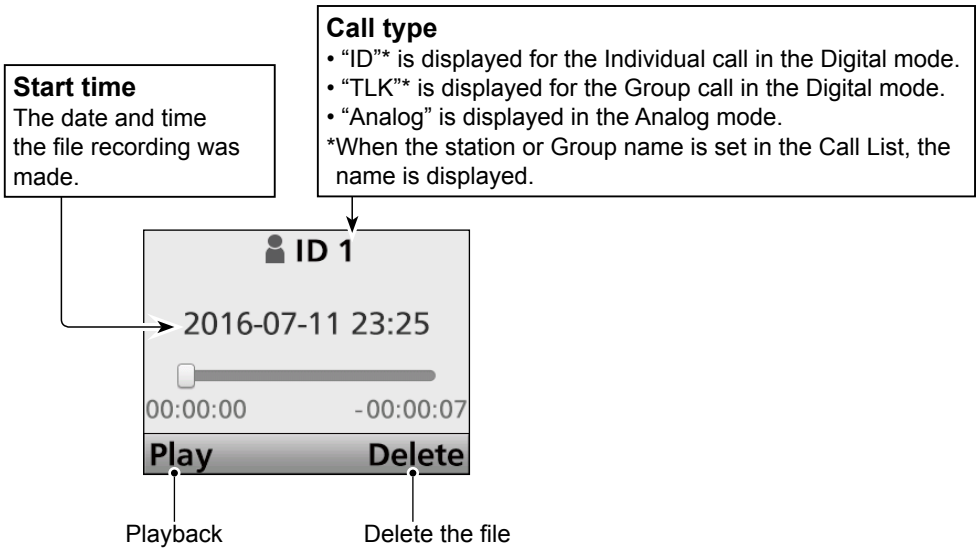 Call type
• “ID”* is displayed for the Individual call in the Digital mode.
• “TLK”* is displayed for the Group call in the Digital mode.
• “Analog” is displayed in the Analog mode.
*When the station or Group name is set in the Call List, the
name is displayed.
Start time
The date and time
the file recording was
made.
ID 1
2016-07-11 23:25
00:00:00 -00:00:07
Play Delete
Playback Delete the file